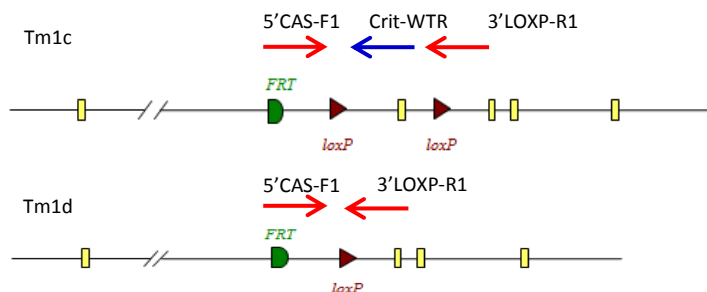 5'CAS-F1 Crit-WTR 3'LOXP-R1
Tm1c
FRT
loxP loxP
5'CAS-F1 3'LOXP-R1
Tm1d
FRT
loxP